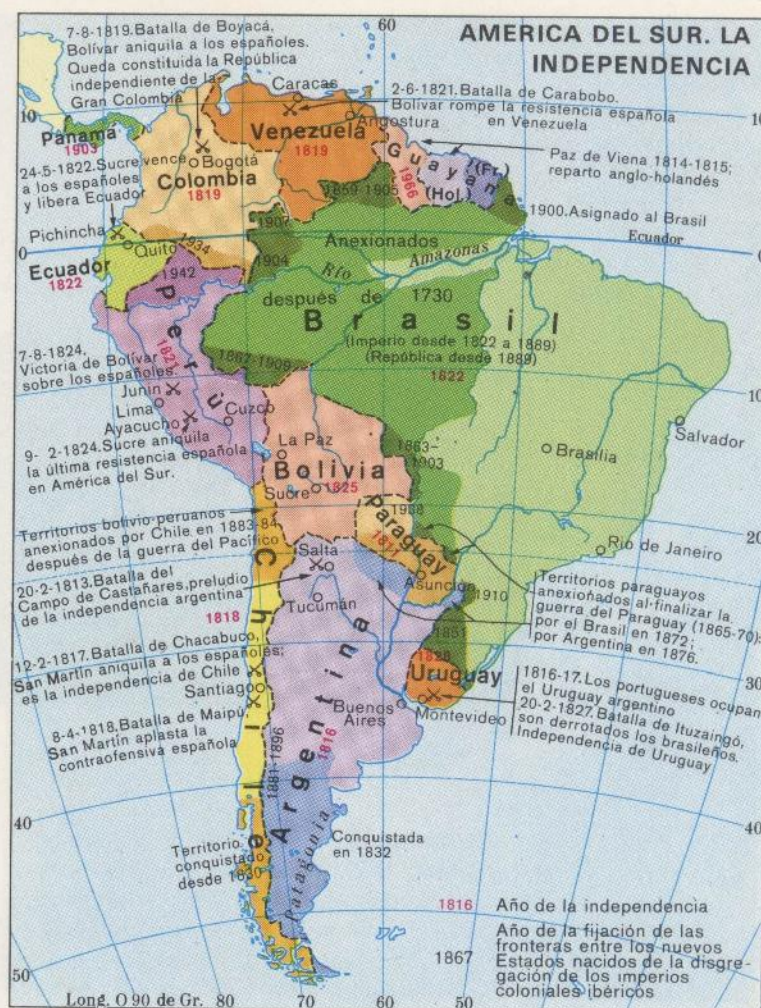 AMERICA DEL SUR. LA
INDEPENDENCIA
7-8-1819.Batalla de Boyacá,
Bolívar aniquila a los españoles.
Queda constituida la República
independiente de la
Gran Colombia
60
Caracas
2-6-1821.Batalla de Carabobo.
Bolivar rompe la resistencia española
en Venezuela
Angostura
10
10
Panamá
1903
Venezuela
1819
24-5-1822.Sucre vence
a los españoles
y libera Ecuador
Bogotá
Colombia
1819
Guayana
1966
(Hol.)
(Fr.)
Paz de Viena 1814-1815;
reparto anglo-holandés
1859-1905
1900.Asignado al Brasil
Pichincha
Quito
1934
1907
1904
Anexionados
Amazonas
Río
Ecuador
0
0
Ecuador
1822
1942
después de 1730
Brasil
(Imperio desde 1822 a 1889)
(República desde 1889)
1822
Perú
1821
7-8-1824,
Victoria de Bolívar
sobre los españoles.
1867-1909
Junín
Lima
Ayacucho
Cuzco
10
Salvador
9- 2-1824.Sucre aniquila
la última resistencia española
en América del Sur.
La Paz
Bolivia
1825
Sucre
1863-
1903
Brasília
Territorios bolivio-peruanos
anexionados por Chile en 1883-84
después de la guerra del Pacífico
Paraguay
Río de Janeiro
20-2-1813.Batalla del
Campo de Castañares,preludio
de la independencia argentina
Salta
Tucumán
Asunción
1910
Territorios paraguayos
anexionados al finalizar la
guerra del Paraguay (1865-70):
por el Brasil en 1872;
por Argentina en 1876.
Chile
1818
12-2-1817.Batalla de Chacabuco,
San Martín aniquila a los españoles;
es la independencia de Chile
Santiago
8-4-1818.Batalla de Maipú,
San Martín aplasta la
contraofensiva española
Argentina
1816
1881-1896
Buenos
Aires
1851
Uruguay
Montevideo
30
1816-17.Los portugueses ocupan
el Uruguay argentino
20-2-1827.Batalla de Ituzaingó,
son derrotados los brasileños.
Independencia de Uruguay
40
40
Territorio
conquistado
desde 1830
Patagonia
Conquistada
en 1832
1816 Año de la independencia
1867 Año de la fijación de las
fronteras entre los nuevos
Estados nacidos de la disgre-
gación de los imperios
coloniales ibéricos
50
Long. O 90 de Gr. 80 70 60 50